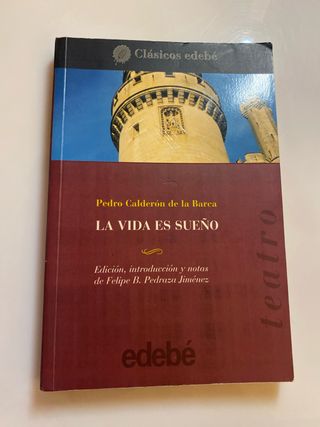 Clásicos edebé
Pedro Calderón de la Barca
LA VIDA ES SUEÑO
Edición, introducción y notas
de Felipe B. Pedraza Jiménez
teatro
edebé